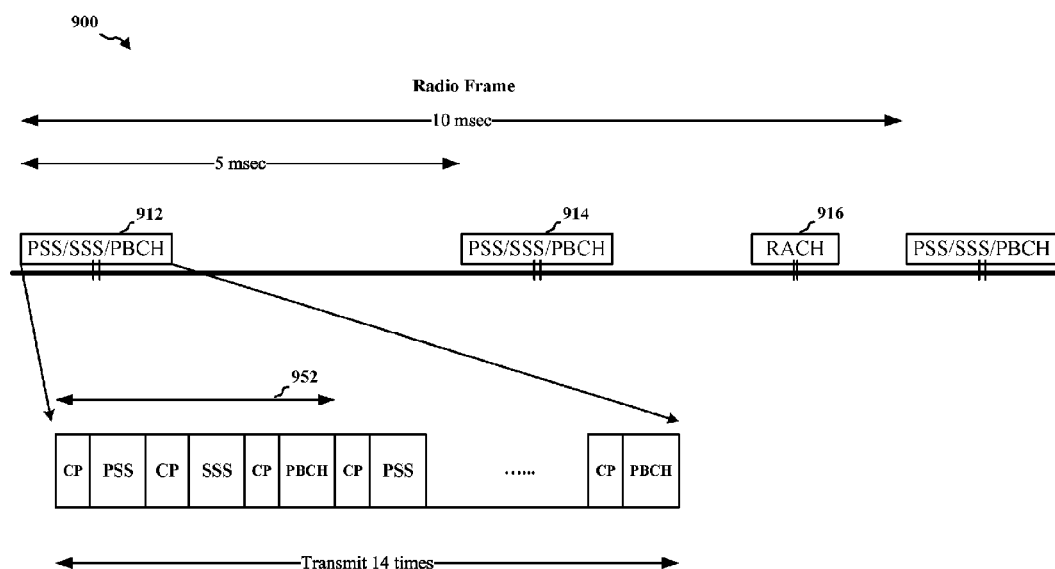 900
Radio Frame
10 msec
5 msec
912
914
916
PSS/SSS/PBCH
PSS/SSS/PBCH
RACH
PSS/SSS/PBCH
952
CP PSS CP SSS CP PBCH CP PSS ...... CP PBCH
Transmit 14 times